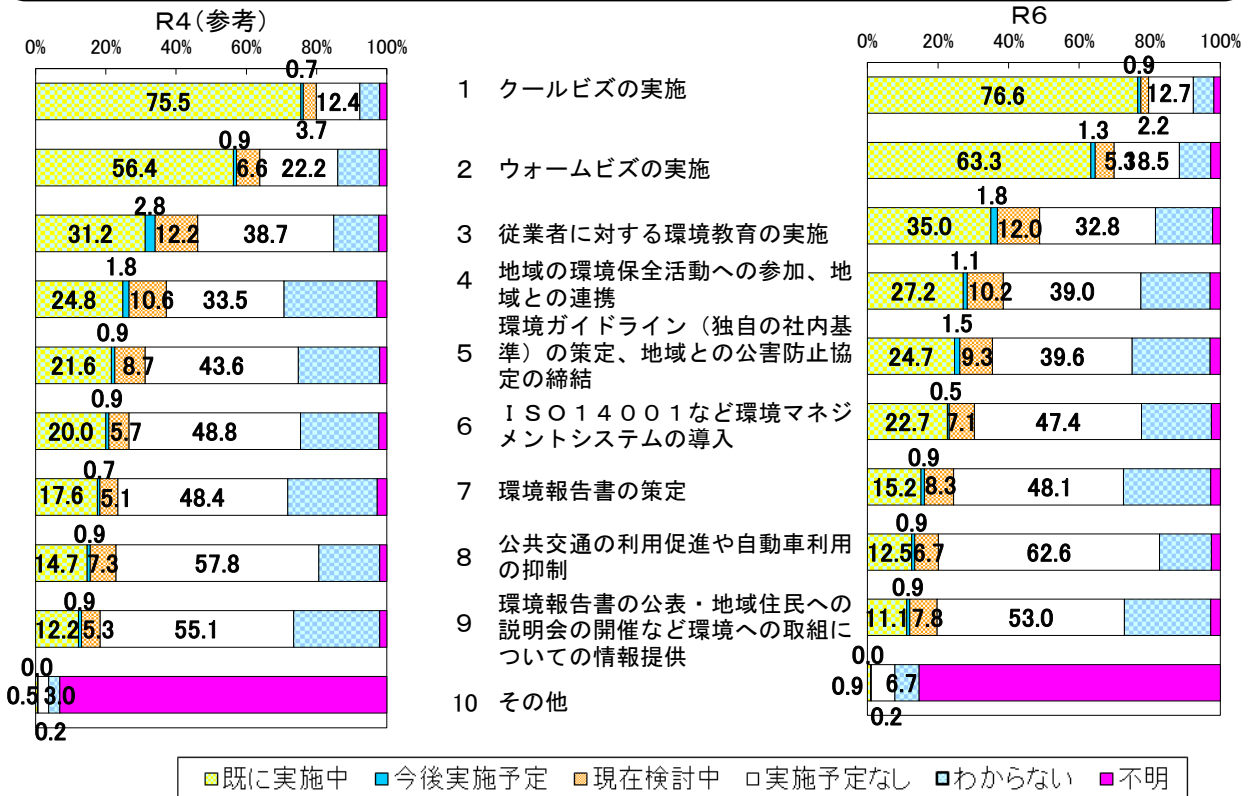 R4(参考)
0% 20% 40% 60% 80% 100%
0.7
75.5 12.4
3.7
0.9
56.4 6.6 22.2
2.8
31.2 12.2 38.7
1.8
24.8 10.6 33.5
0.9
21.6 8.7 43.6
0.9
20.0 5.7 48.8
0.7
17.6 5.1 48.4
0.9
14.7 7.3 57.8
0.9
12.2 5.3 55.1
0.0
0.5 3.0
0.2
1 クールビズの実施
2 ウォームビズの実施
3 従業者に対する環境教育の実施
4 地域の環境保全活動への参加、地
域との連携
5 環境ガイドライン（独自の社内基
準）の策定、地域との公害防止協
定の締結
6 ＩＳＯ１４００１など環境マネジ
メントシステムの導入
7 環境報告書の策定
8 公共交通の利用促進や自動車利用
の抑制
9 環境報告書の公表・地域住民への
説明会の開催など環境への取組に
ついての情報提供
10 その他
R6
0% 20% 40% 60% 80% 100%
0.9
76.6 12.7
2.2
1.3
63.3 5.3 18.5
1.8
35.0 12.0 32.8
1.1
27.2 10.2 39.0
1.5
24.7 9.3 39.6
0.5
22.7 7.1 47.4
0.9
15.2 8.3 48.1
0.9
12.5 6.7 62.6
0.9
11.1 7.8 53.0
0.0
0.9 6.7
0.2
既に実施中 今後実施予定 現在検討中 実施予定なし わからない 不明